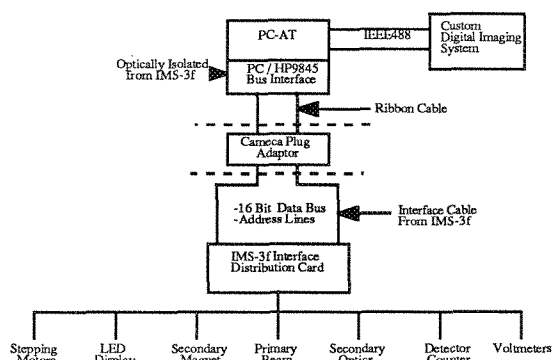 PC-AT
IEEE488
Custom
Digital Imaging
System
Optically Isolated
from IMS-3f
PC / HP9845
Bus Interface
Ribbon Cable
Cameca Plug
Adaptor
-16 Bit Data Bus
-Address Lines
Interface Cable
From IMS-3f
IMS-3f Interface
Distribution Card
Stepping
Motors
LED
Display
Secondary
Magnet
Primary
Beam
Secondary
Optics
Detector
Counter
Voltmeters